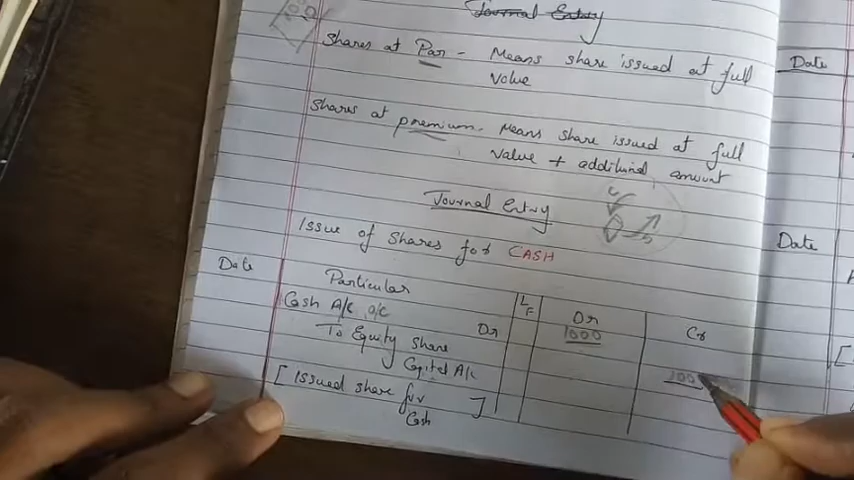 Journal Entry
Shares at Par - Means share issued at full
value
Shares at premium - Means share issued at full
value + additional amount
Journal Entry
Issue of Shares for CASH
Date Particular L F Dr Cr
Cash A/c Dr 1000
To Equity share
Capital A/c
[ Issued share for
Cash ]
Date
Date